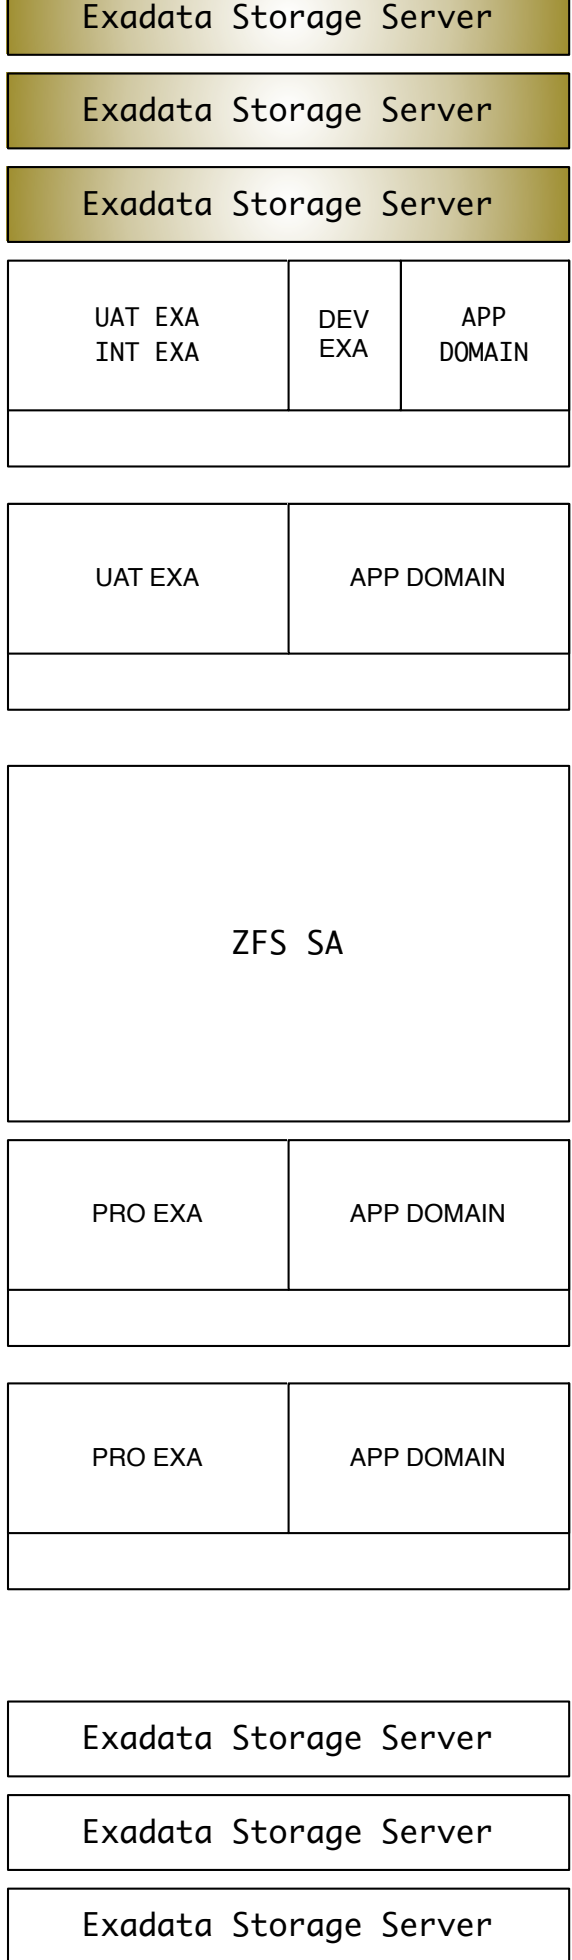 Exadata Storage Server
Exadata Storage Server
Exadata Storage Server
UAT EXA
INT EXA
DEV
EXA
APP
DOMAIN
UAT EXA
APP DOMAIN
ZFS SA
PRO EXA
APP DOMAIN
PRO EXA
APP DOMAIN
Exadata Storage Server
Exadata Storage Server
Exadata Storage Server